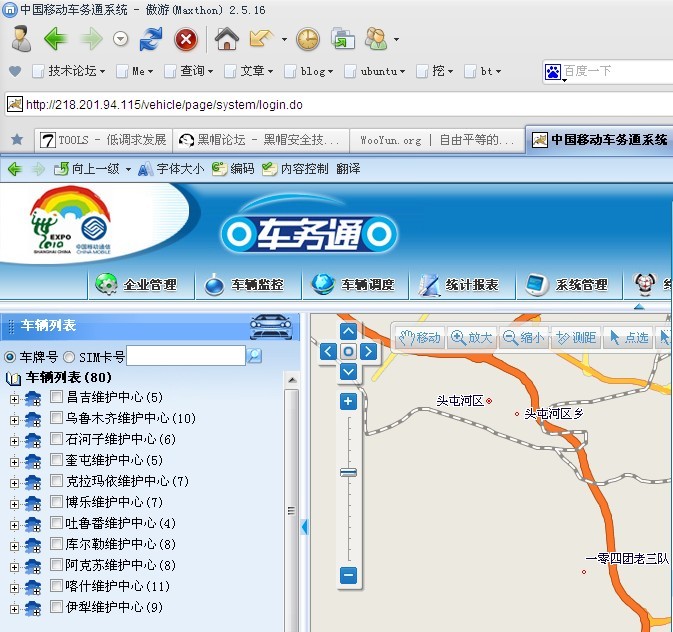 中国移动车务通系统 - 傲游(Maxthon) 2.5.16
技术论坛 Me 查询 文章 blog ubuntu 挖 bt 百度一下
http://218.201.94.115/vehicle/page/system/login.do
TOOLS - 低调求发展 黑帽论坛 - 黑帽安全技... WooYun.org | 自由平等的... 中国移动车务通系统
向上一级 字体大小 编码 内容控制 翻译
EXPO
2010
SHANGHAI CHINA
中国移动通信
CHINA MOBILE
车务通
企业管理 车辆监控 车辆调度 统计报表 系统管理
车辆列表
车牌号 SIM卡号
车辆列表(80)
昌吉维护中心(5)
乌鲁木齐维护中心(10)
石河子维护中心(6)
奎屯维护中心(5)
克拉玛依维护中心(7)
博乐维护中心(7)
吐鲁番维护中心(4)
库尔勒维护中心(8)
阿克苏维护中心(8)
喀什维护中心(11)
伊犁维护中心(9)
移动 放大 缩小 测距 点选
头屯河区
头屯河区乡
一零四团老三队